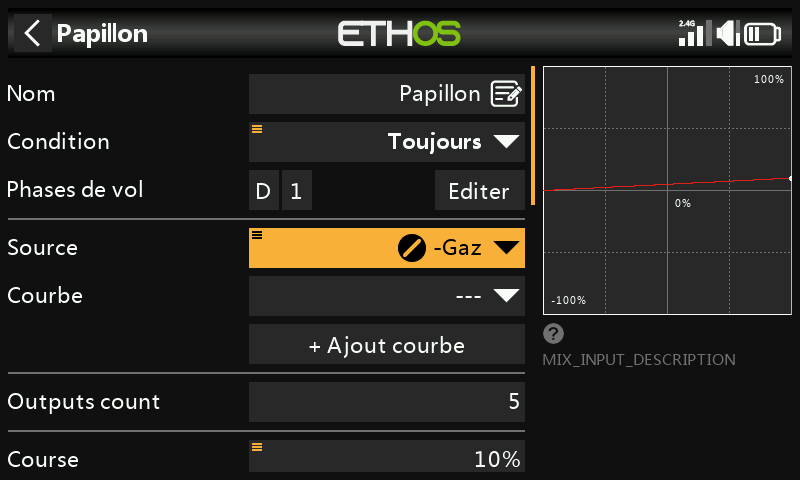 Papillon
ETHOS
2.4G
Nom
Papillon
Condition
Toujours
Phases de vol
D 1
Editer
Source
-Gaz
Courbe
---
+ Ajout courbe
Outputs count
5
Course
10%
100%
0%
-100%
?
MIX_INPUT_DESCRIPTION